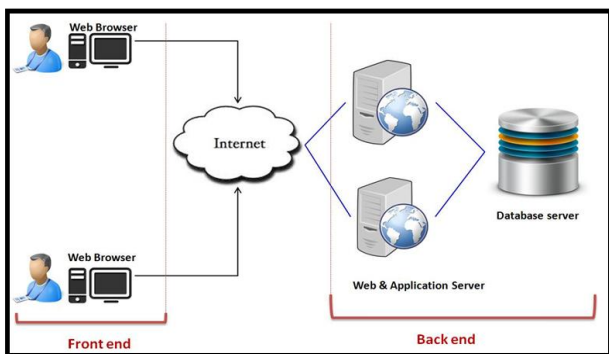 Web Browser
Internet
Database server
Web Browser
Web & Application Server
Front end
Back end